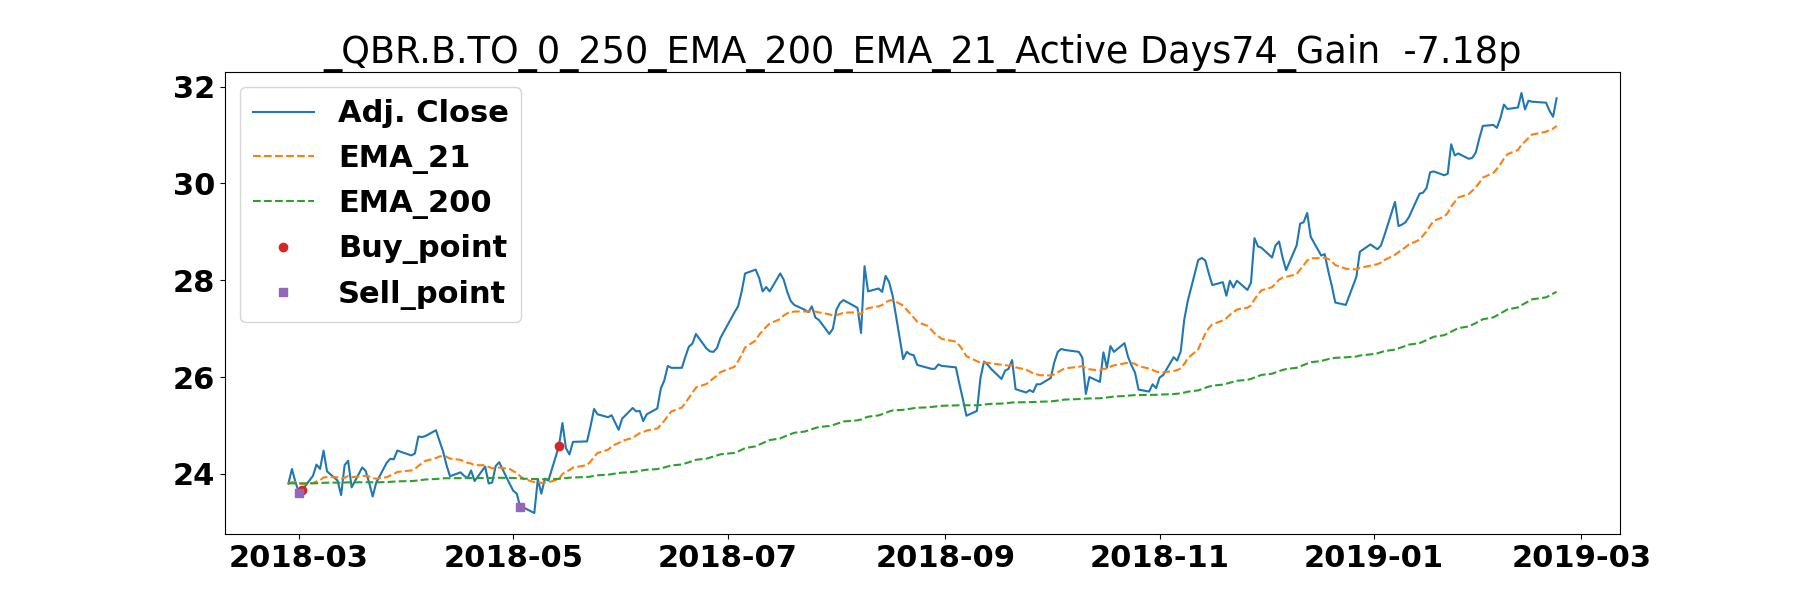 _QBR.B.TO_0_250_EMA_200_EMA_21_Active Days74_Gain  -7.18p
32
30
28
26
24
Adj. Close
EMA_21
EMA_200
Buy_point
Sell_point
2018-03 2018-05 2018-07 2018-09 2018-11 2019-01 2019-03